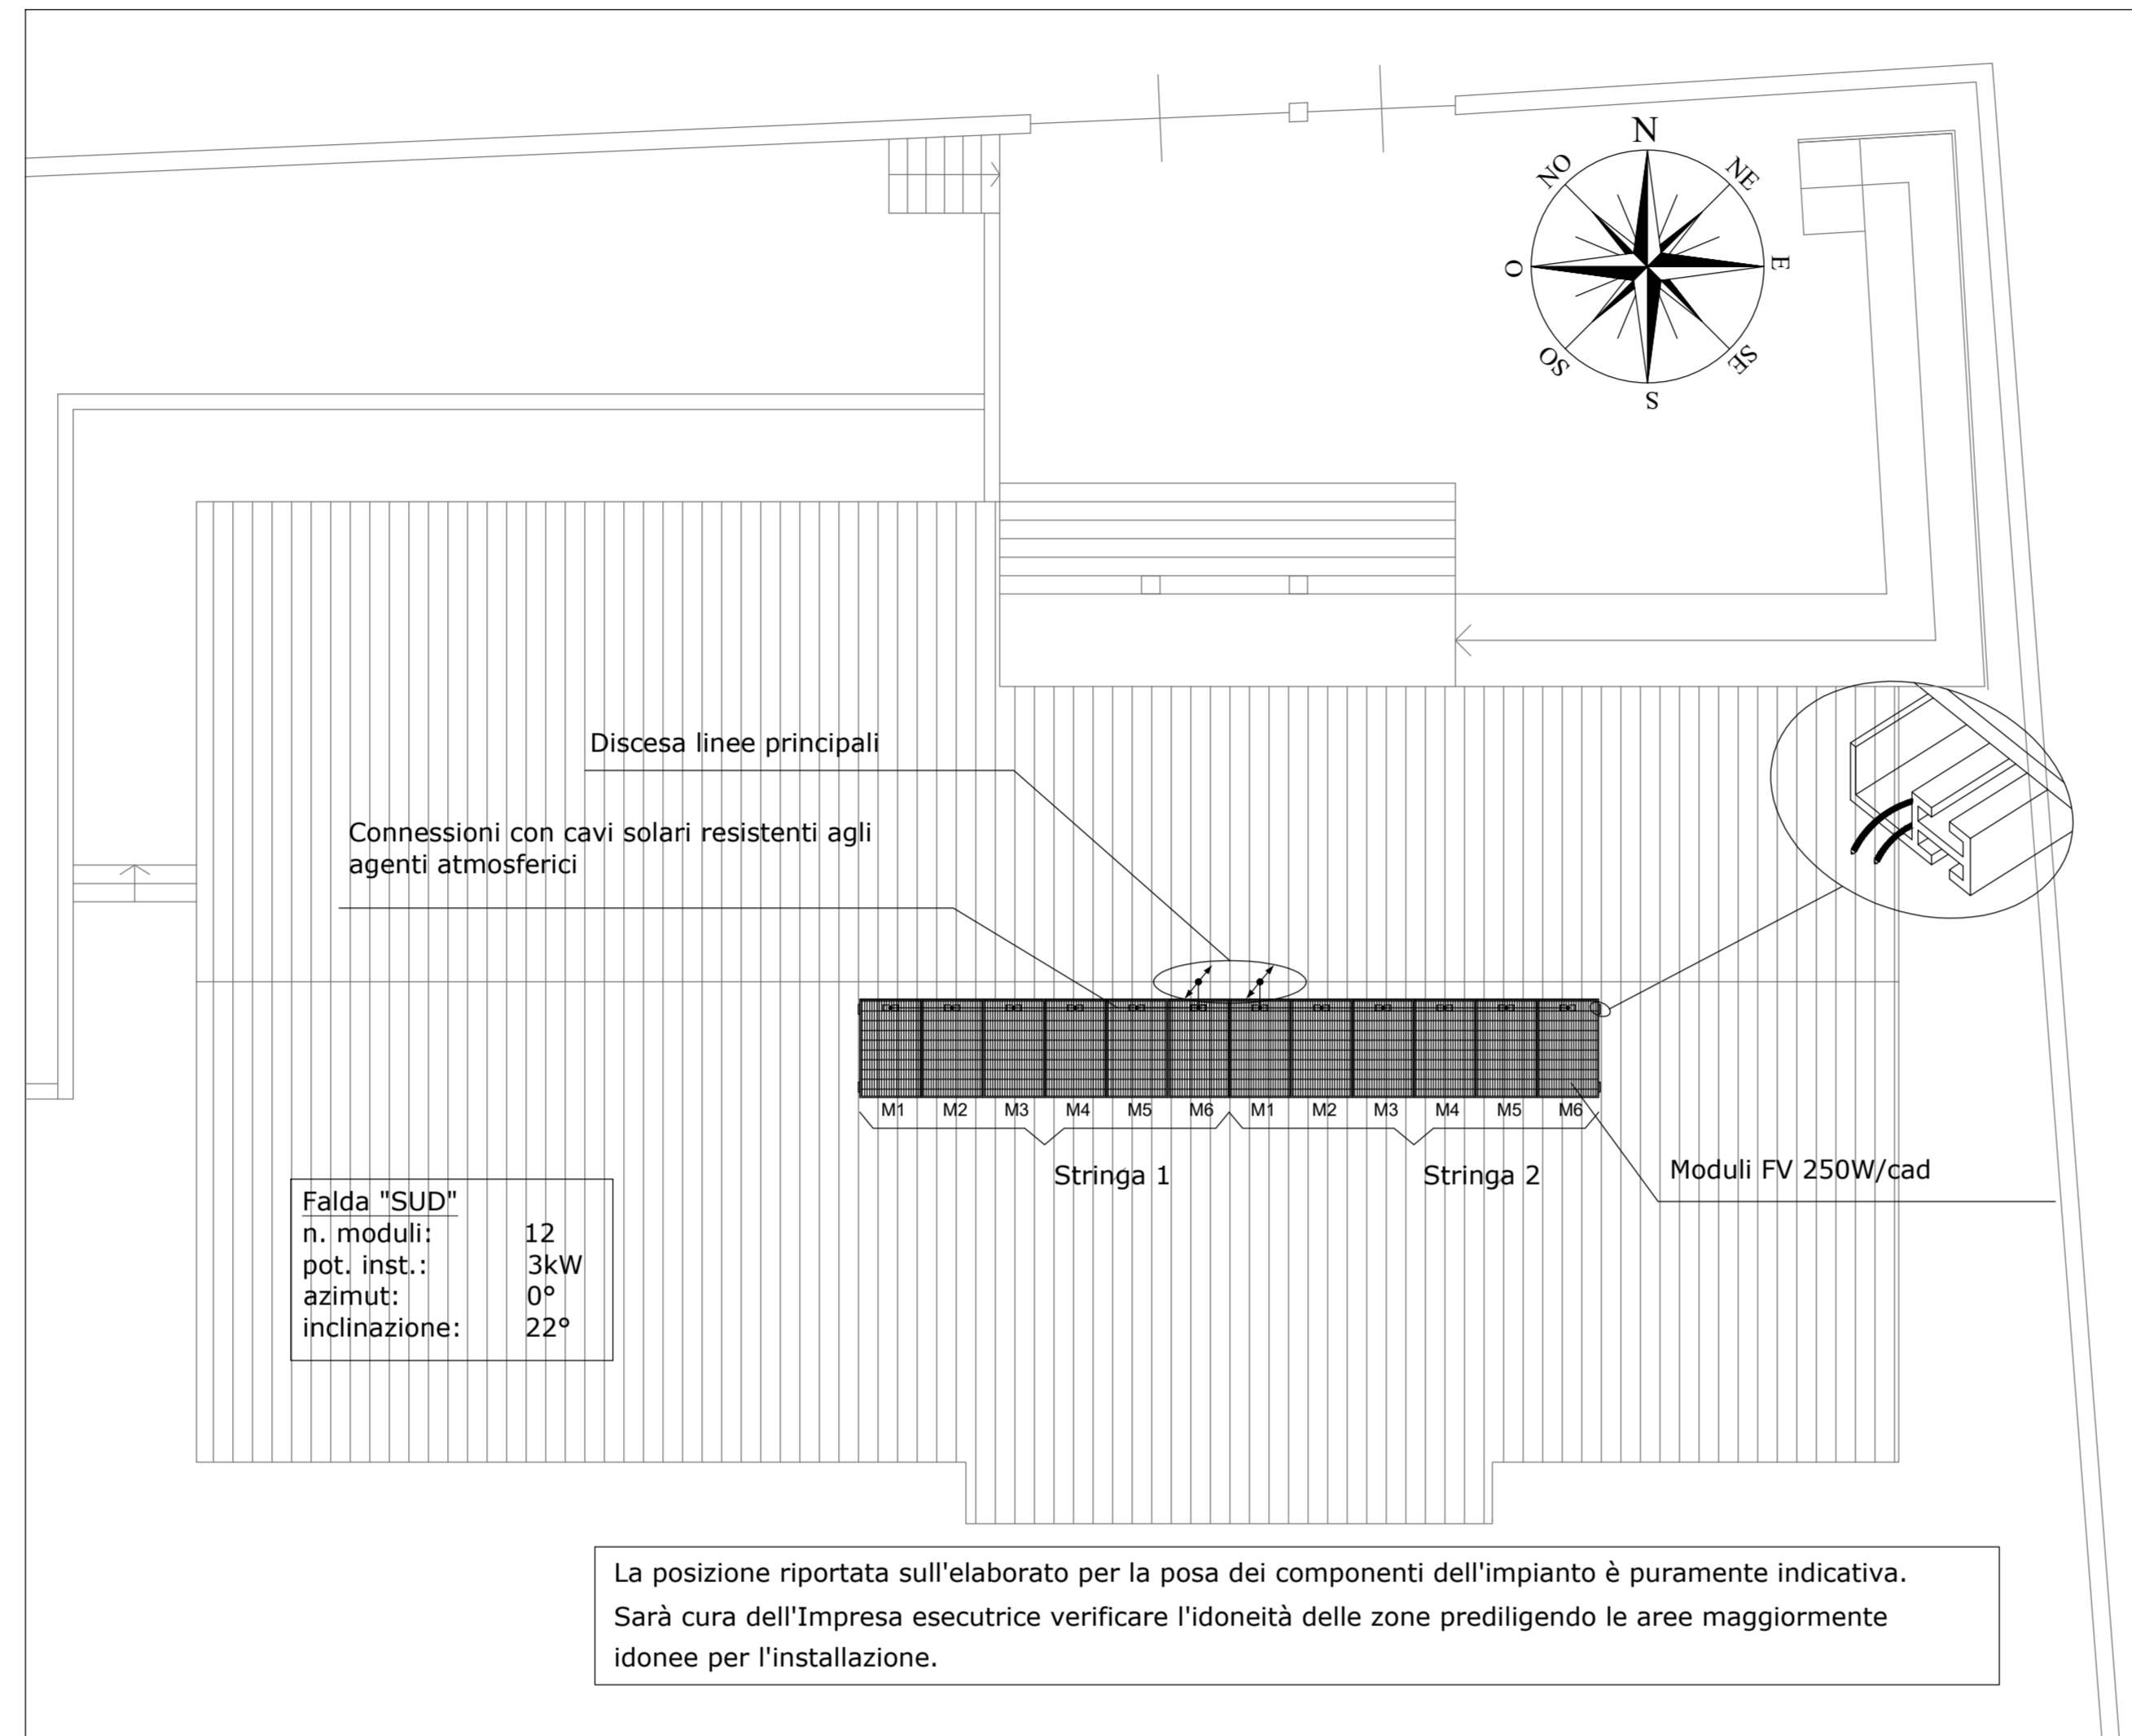 N
NO
NE
O
E
SO
SE
S
Discesa linee principali
Connessioni con cavi solari resistenti agli
agenti atmosferici
M1 M2 M3 M4 M5 M6 M1 M2 M3 M4 M5 M6
Stringa 1
Stringa 2
Moduli FV 250W/cad
Falda "SUD"
n. moduli: 12
pot. inst.: 3kW
azimut: 0°
inclinazione: 22°
La posizione riportata sull'elaborato per la posa dei componenti dell'impianto è puramente indicativa.
Sarà cura dell'Impresa esecutrice verificare l'idoneità delle zone prediligendo le aree maggiormente
idonee per l'installazione.